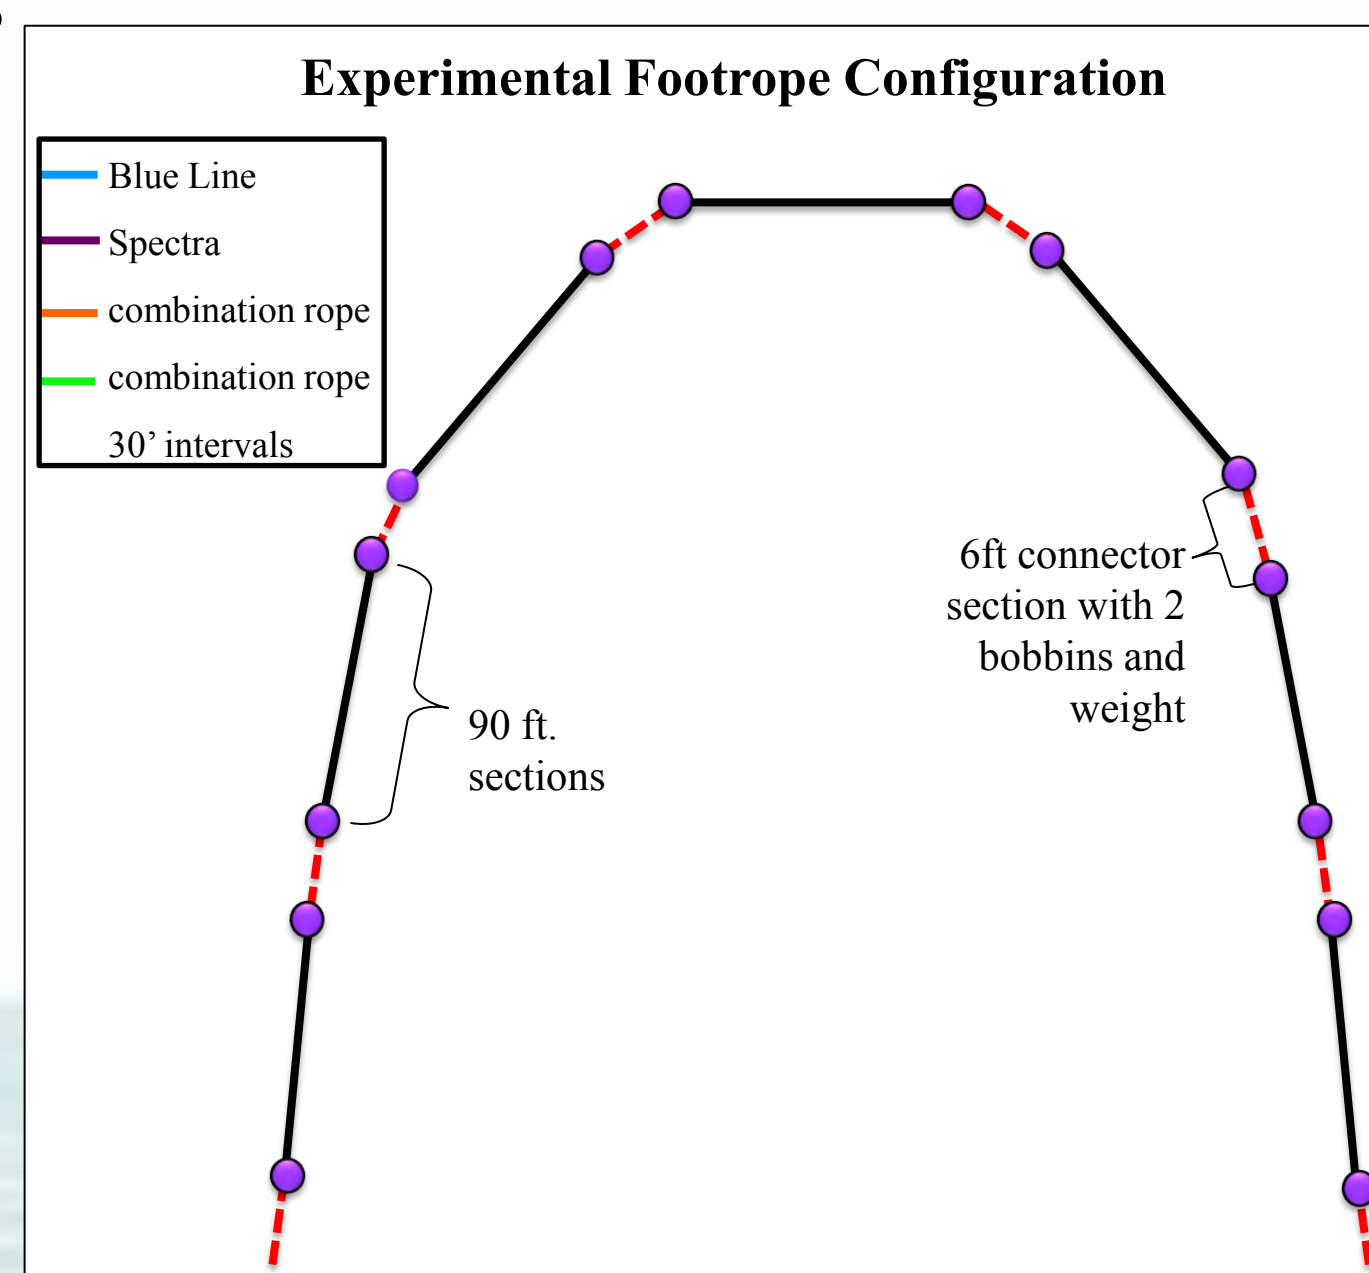 Experimental Footrope Configuration
Blue Line
Spectra
combination rope
combination rope
30’ intervals
6ft connector
section with 2
bobbins and
weight
90 ft.
sections